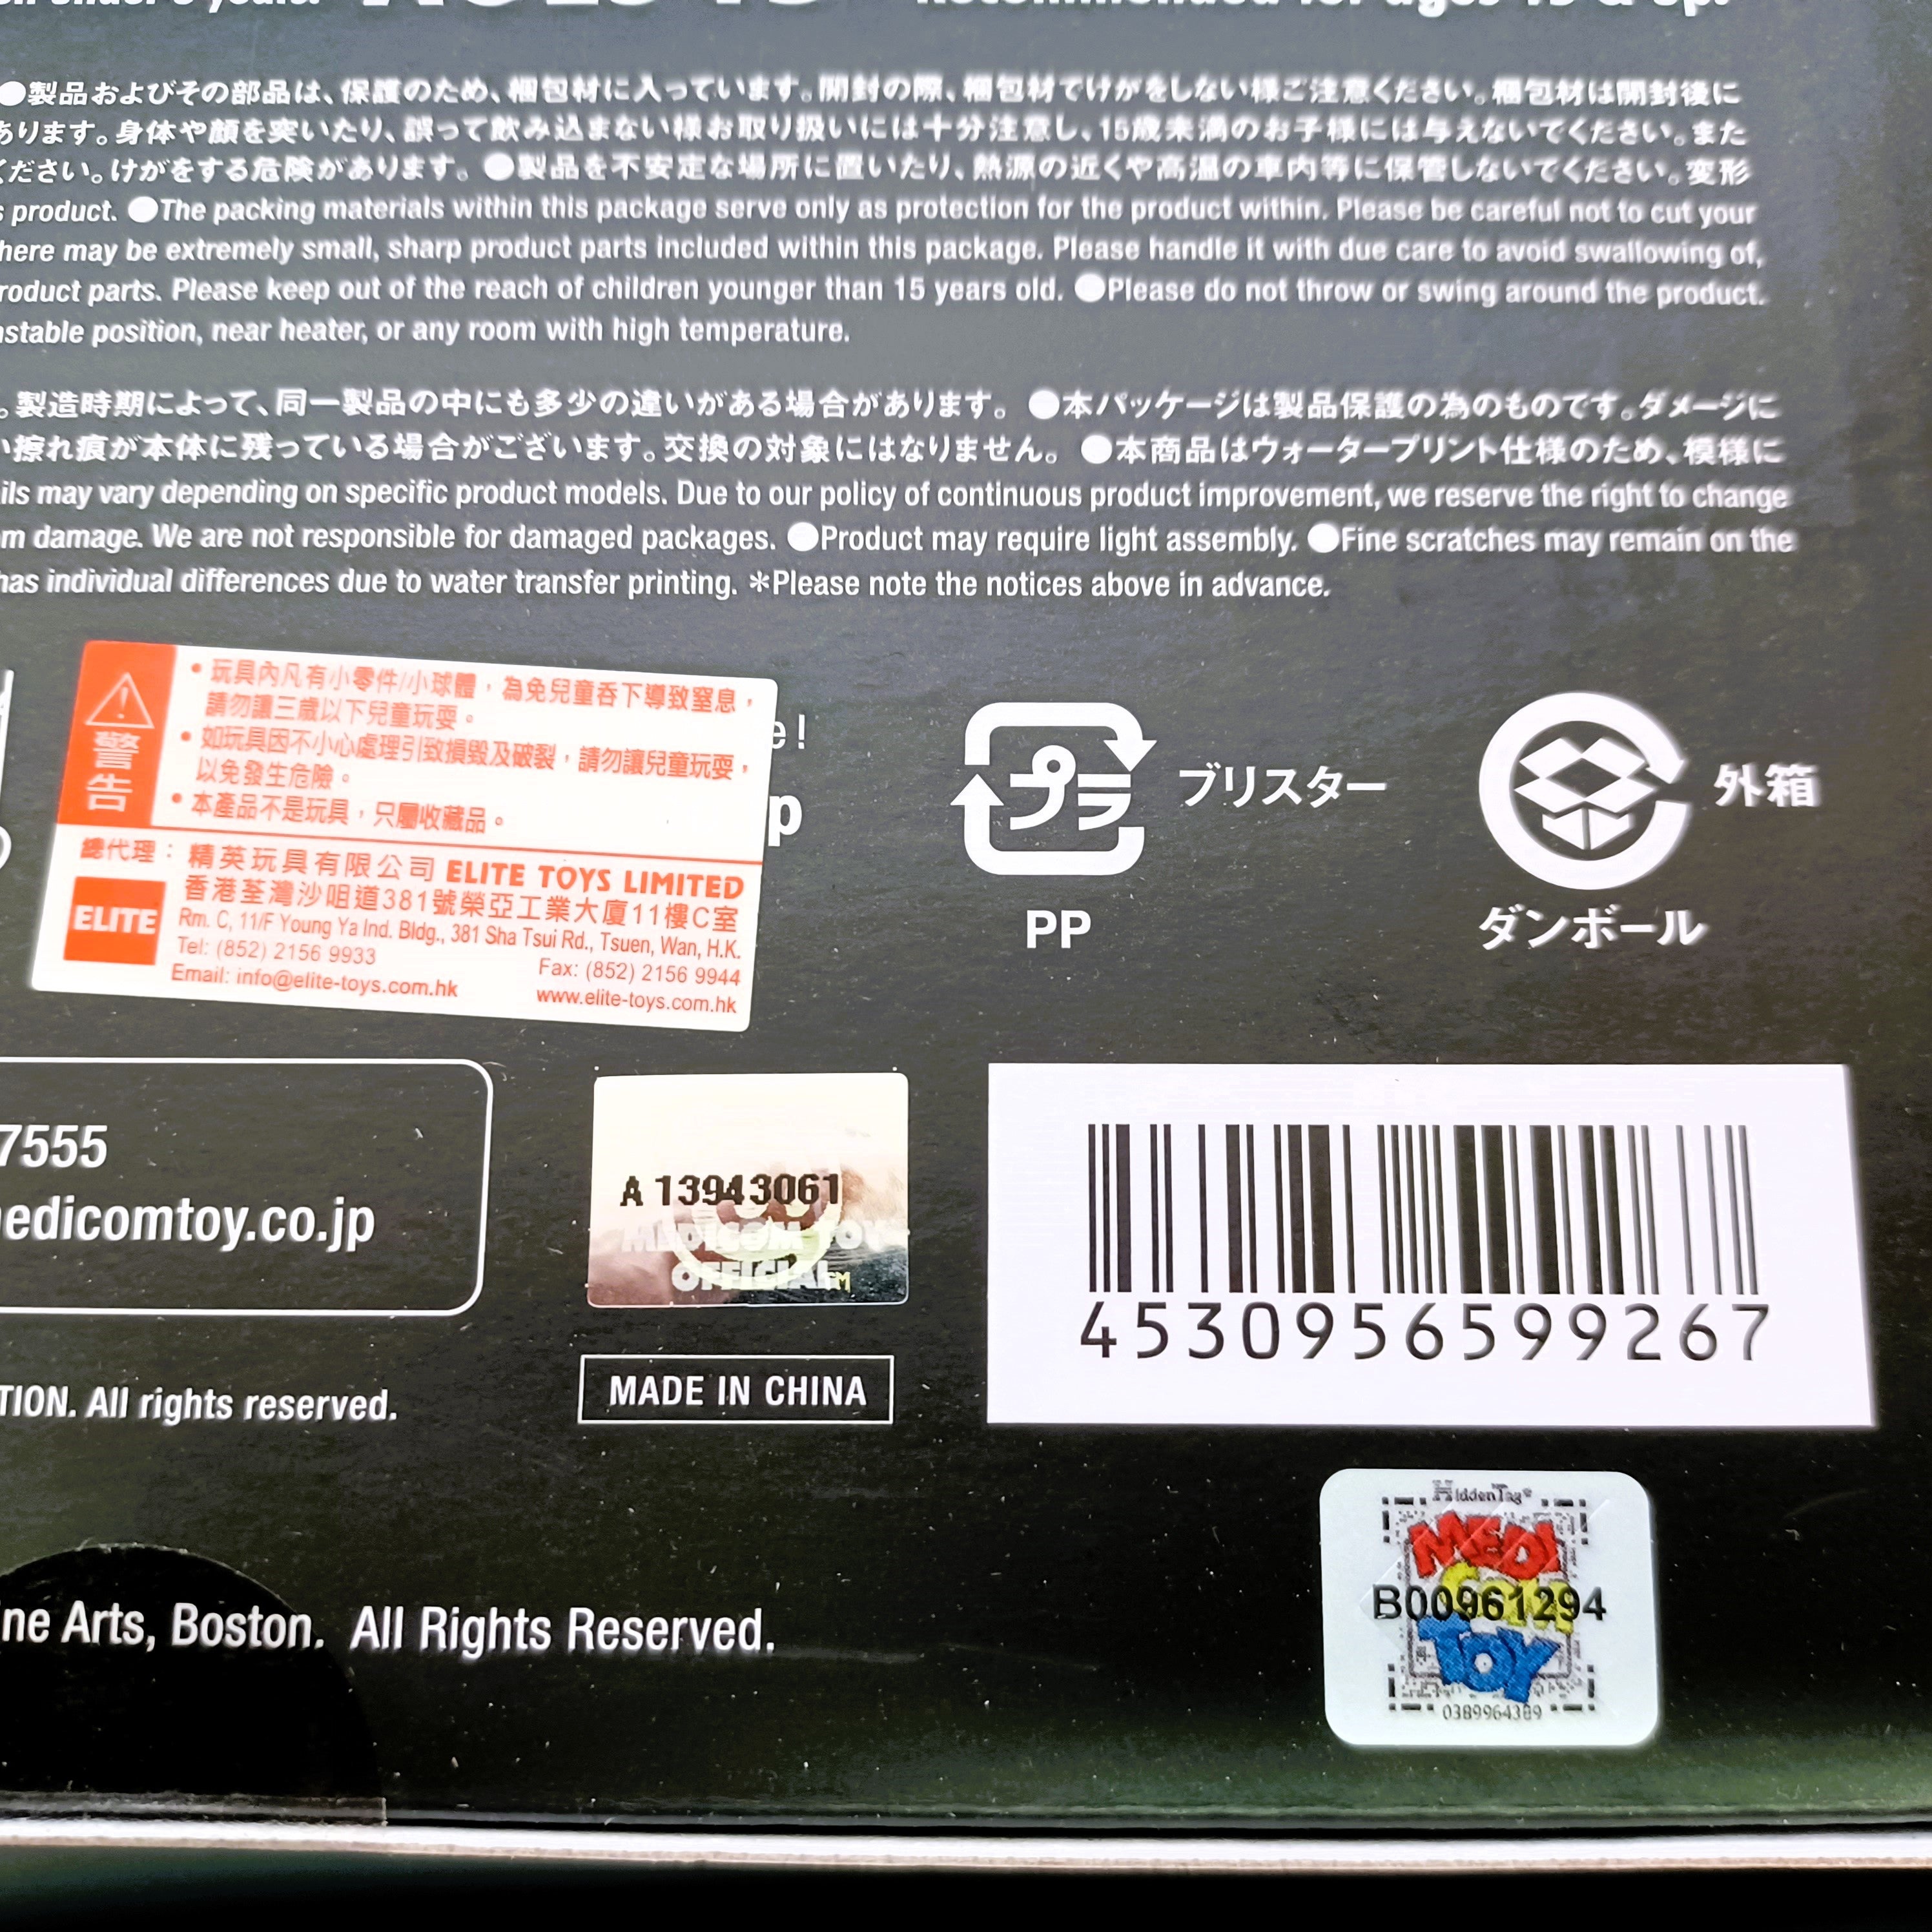 Recommended for ages 15 & up.
●製品およびその部品は、保護のため、梱包材に入っています。開封の際、梱包材でけがをしない様ご注意ください。梱包材は開封後に
あります。身体や顔を突いたり、誤って飲み込まない様お取り扱いには十分注意し、15歳未満のお子様には与えないでください。また
ください。けがをする危険があります。●製品を不安定な場所に置いたり、熱源の近くや高温の車内等に保管しないでください。変形
product. ●The packing materials within this package serve only as protection for the product within. Please be careful not to cut your
here may be extremely small, sharp product parts included within this package. Please handle it with due care to avoid swallowing of,
roduct parts. Please keep out of the reach of children younger than 15 years old. ●Please do not throw or swing around the product.
nstable position, near heater, or any room with high temperature.
。製造時期によって、同一製品の中にも多少の違いがある場合があります。●本パッケージは製品保護の為のものです。ダメージに
い擦れ痕が本体に残っている場合がございます。交換の対象にはなりません。●本商品はウォータープリント仕様のため、模様に
ils may vary depending on specific product models. Due to our policy of continuous product improvement, we reserve the right to change
m damage. We are not responsible for damaged packages. ●Product may require light assembly. ●Fine scratches may remain on the
has individual differences due to water transfer printing. *Please note the notices above in advance.
警告
• 玩具內凡有小零件/小球體，為免兒童吞下導致窒息，
請勿讓三歲以下兒童玩耍。
• 如玩具因不小心處理引致損毀及破裂，請勿讓兒童玩耍，
以免發生危險。
• 本產品不是玩具，只屬收藏品。
總代理：精英玩具有限公司 ELITE TOYS LIMITED
ELITE
香港荃灣沙咀道381號榮亞工業大廈11樓C室
Rm. C, 11/F Young Ya Ind. Bldg., 381 Sha Tsui Rd., Tsuen, Wan, H.K.
Tel: (852) 2156 9933
Fax: (852) 2156 9944
Email: info@elite-toys.com.hk
www.elite-toys.com.hk
e!
p
プラ
ブリスター
PP
外箱
ダンボール
7555
edicomtoy.co.jp
A 13943061
MEDICOM TOY
OFFICIAL
MADE IN CHINA
4530956599267
TION. All rights reserved.
ine Arts, Boston. All Rights Reserved.
HiddenTag®
MEDI
COM
TOY
B00961294
0389964389